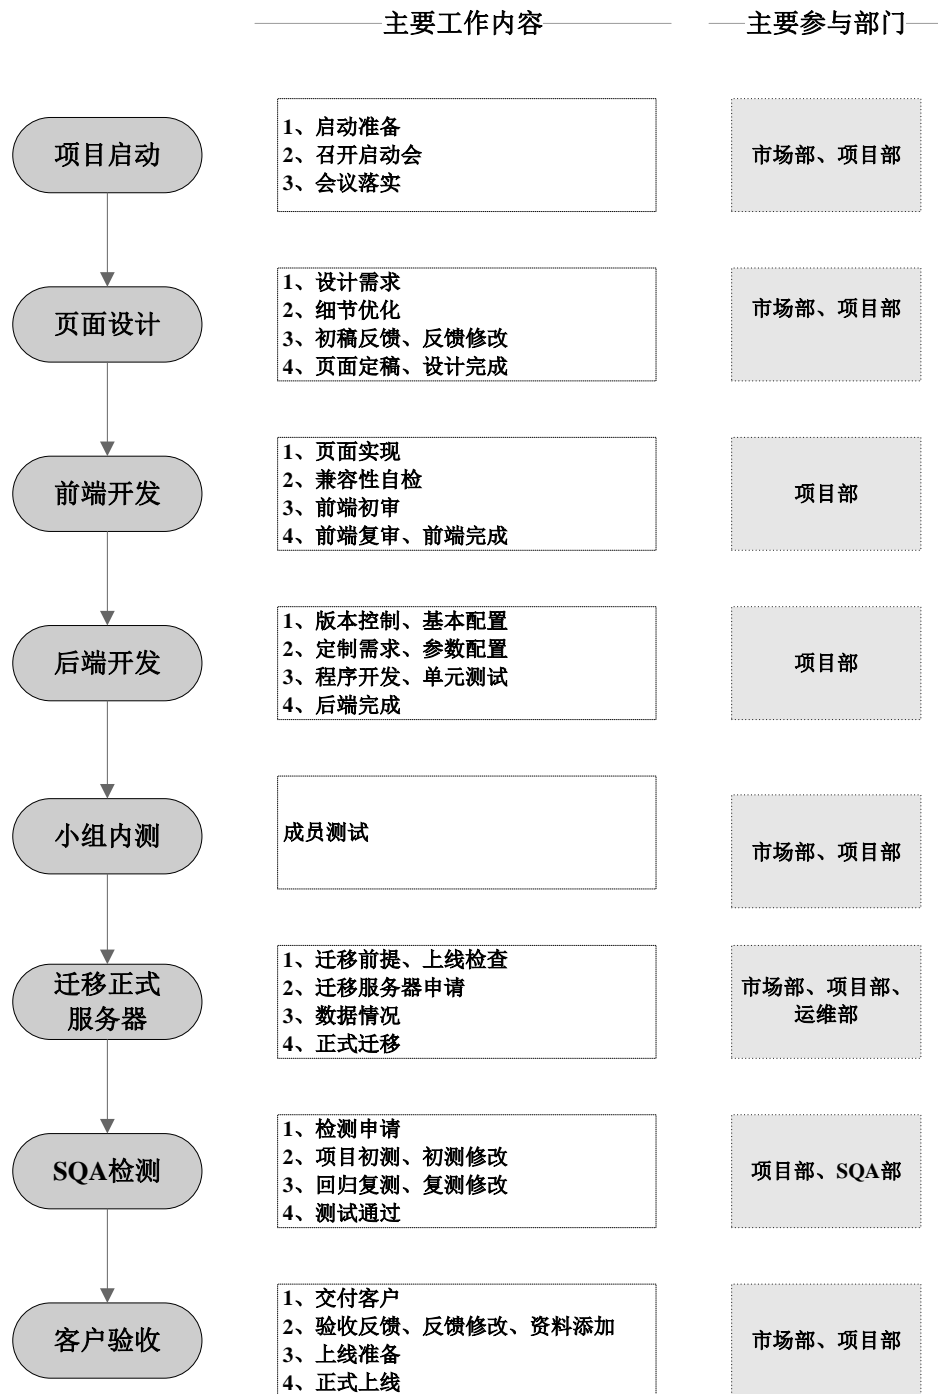 主要工作内容
主要参与部门
项目启动
1、启动准备
2、召开启动会
3、会议落实
市场部、项目部
页面设计
1、设计需求
2、细节优化
3、初稿反馈、反馈修改
4、页面定稿、设计完成
市场部、项目部
前端开发
1、页面实现
2、兼容性自检
3、前端初审
4、前端复审、前端完成
项目部
后端开发
1、版本控制、基本配置
2、定制需求、参数配置
3、程序开发、单元测试
4、后端完成
项目部
小组内测
成员测试
市场部、项目部
迁移正式
服务器
1、迁移前提、上线检查
2、迁移服务器申请
3、数据情况
4、正式迁移
市场部、项目部、
运维部
SQA检测
1、检测申请
2、项目初测、初测修改
3、回归复测、复测修改
4、测试通过
项目部、SQA部
客户验收
1、交付客户
2、验收反馈、反馈修改、资料添加
3、上线准备
4、正式上线
市场部、项目部